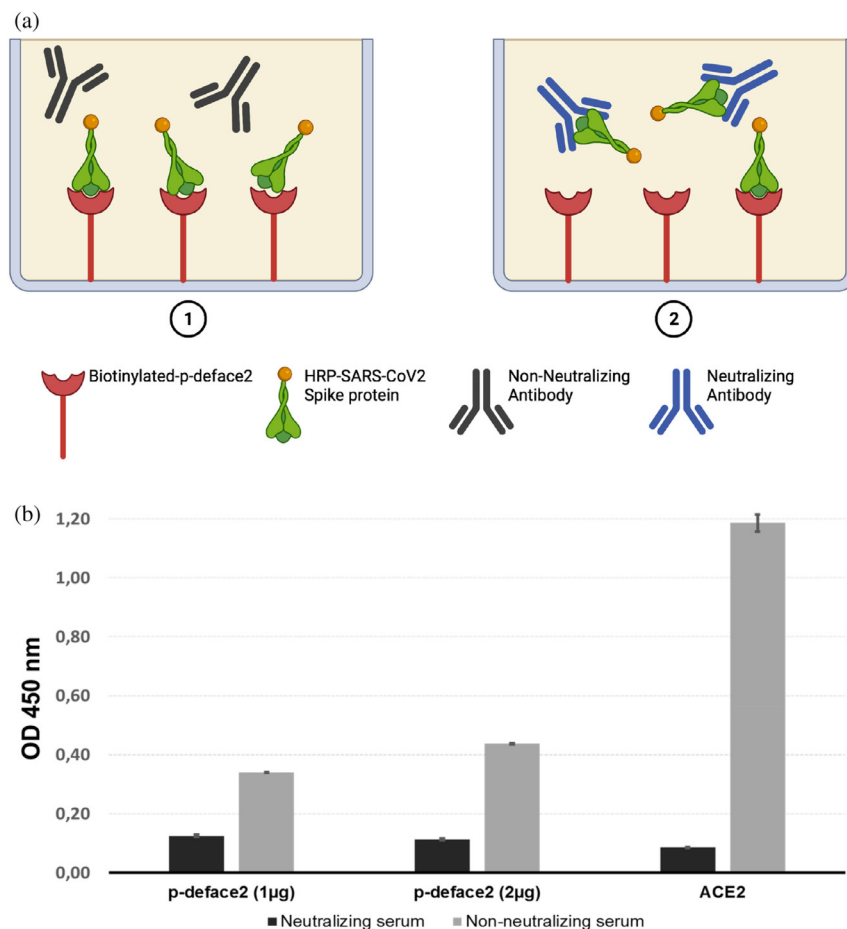 (a)
1
2
Biotinylated-p-deface2
HRP-SARS-CoV2
Spike protein
Non-Neutralizing
Antibody
Neutralizing
Antibody
(b)
OD 450 nm
1,20
1,00
0,80
0,60
0,40
0,20
0,00
p-deface2 (1µg)
p-deface2 (2µg)
ACE2
Neutralizing serum
Non-neutralizing serum